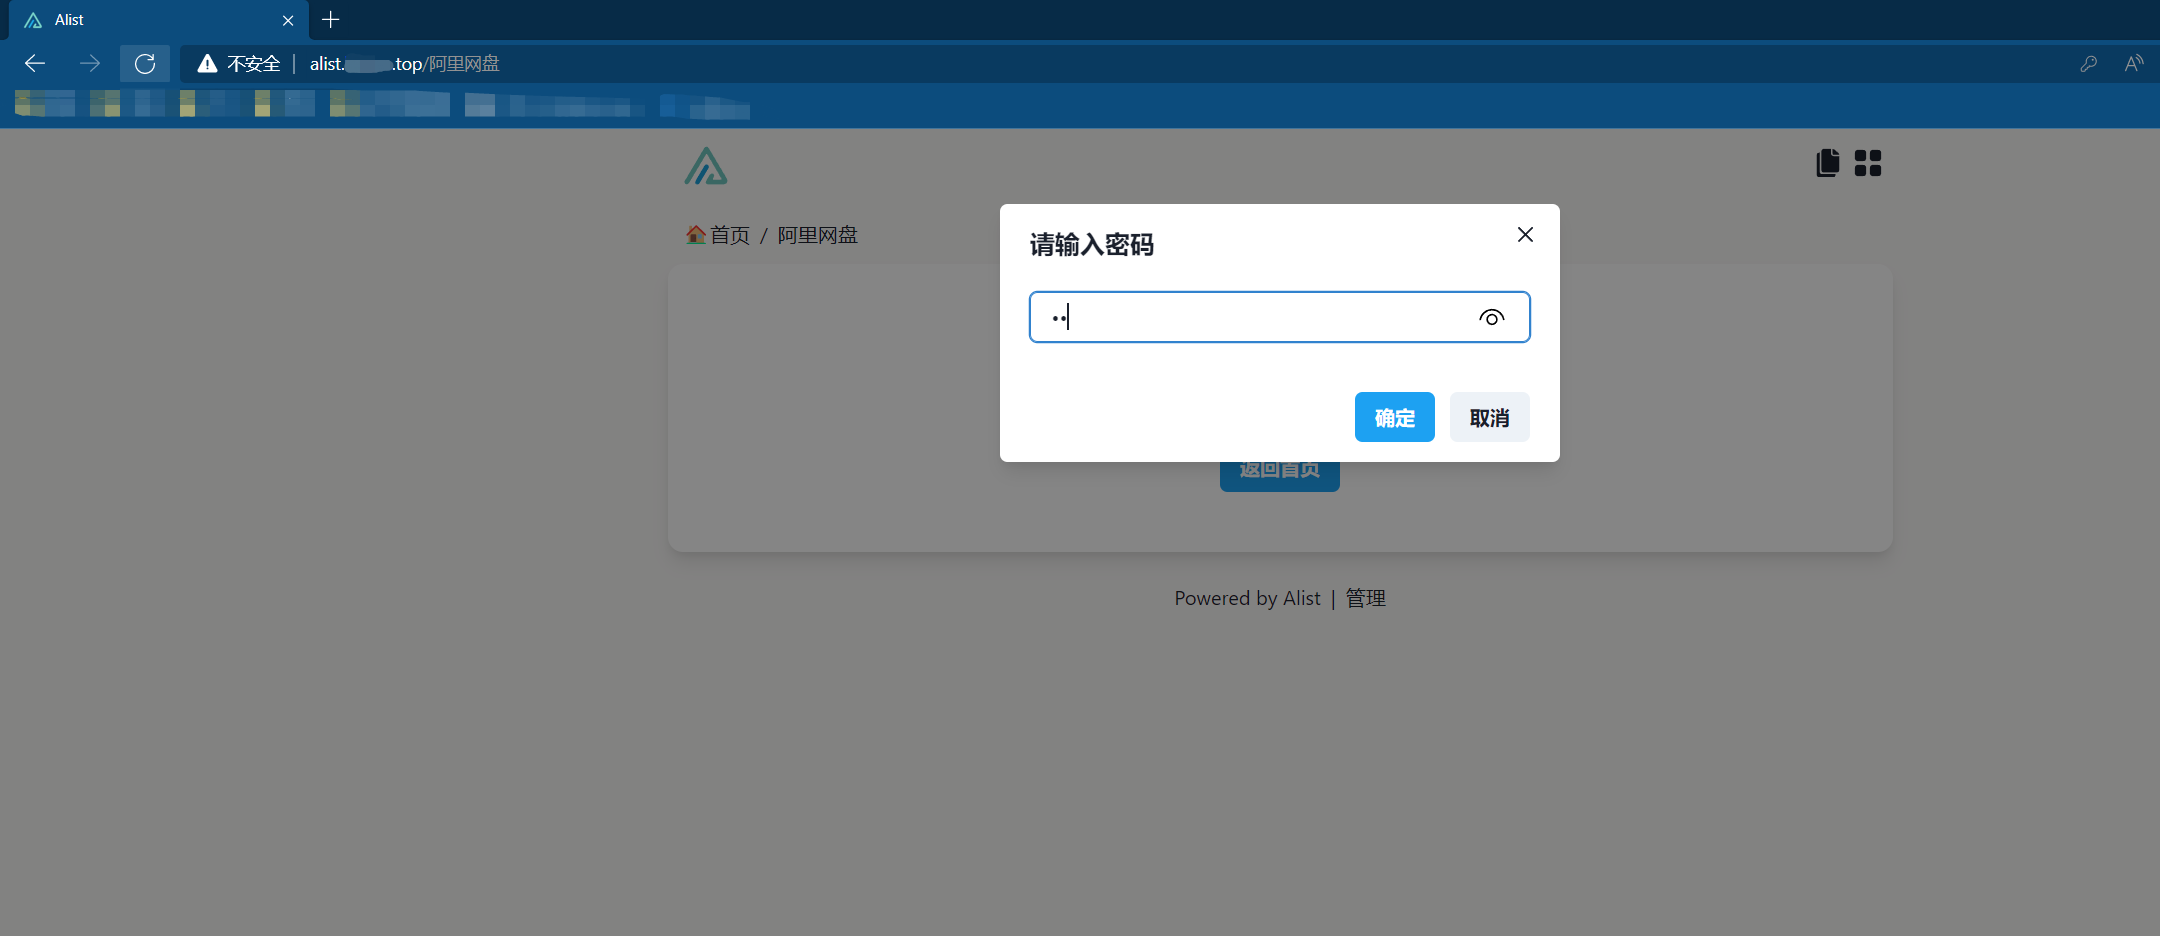 Alist
不安全 | alist.
.top/阿里网盘
首页 / 阿里网盘
请输入密码
••
确定 取消
返回首页
Powered by Alist | 管理